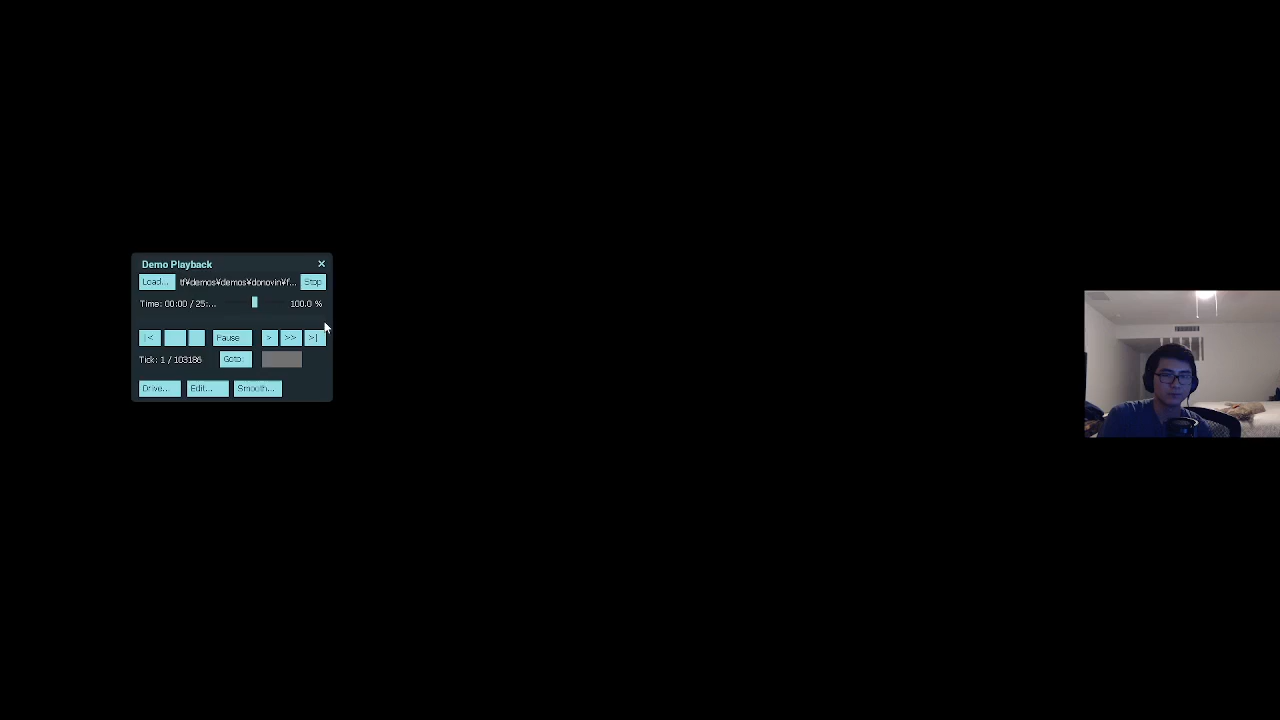 Demo Playback
Load... tf¥demos¥demos¥donovin¥f... Stop
Time: 00:00 / 25:... 100.0 %
|< Pause > >> >|
Tick: 1 / 103186 Goto:
Drive... Edit... Smooth...